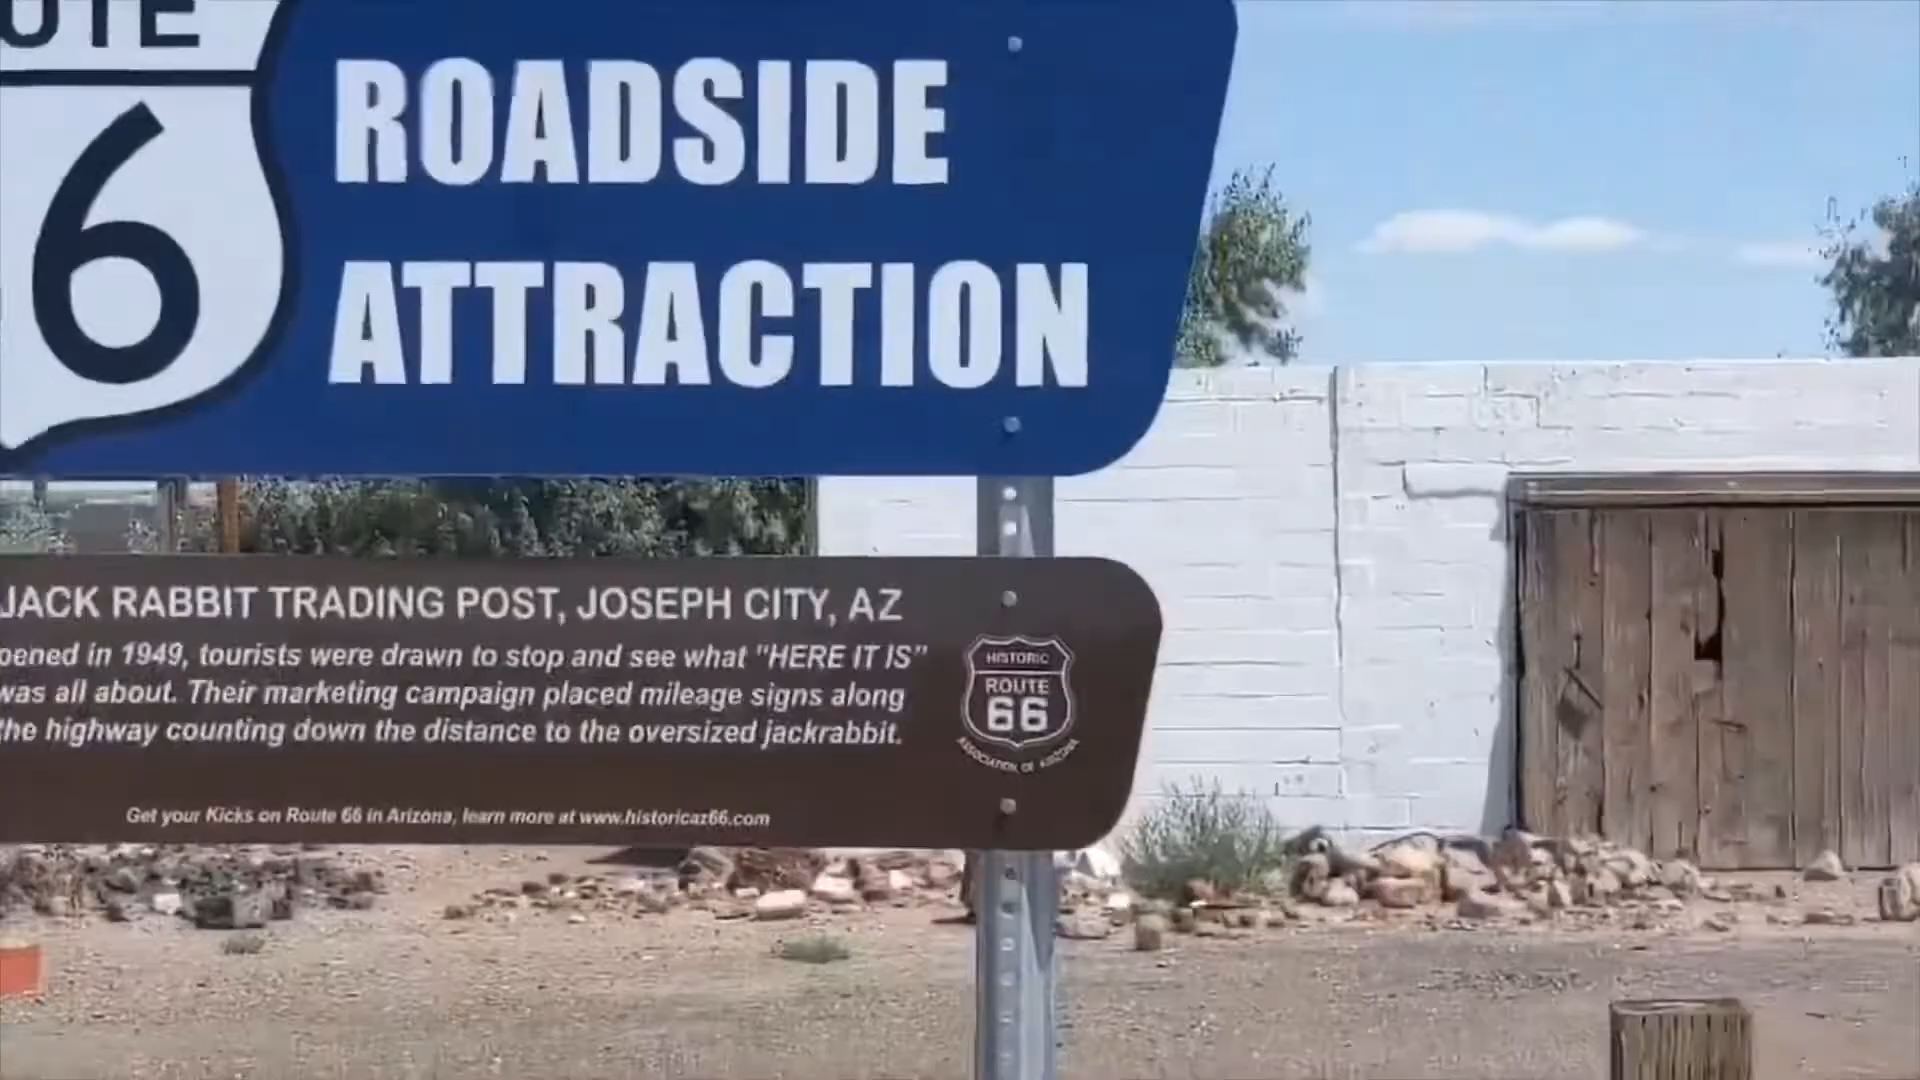 UTE
6
ROADSIDE
ATTRACTION
JACK RABBIT TRADING POST, JOSEPH CITY, AZ
pened in 1949, tourists were drawn to stop and see what "HERE IT IS"
was all about. Their marketing campaign placed mileage signs along
the highway counting down the distance to the oversized jackrabbit.
HISTORIC
ROUTE
66
ASSOCIATION OF ARIZONA
Get your Kicks on Route 66 in Arizona, learn more at www.historicaz66.com